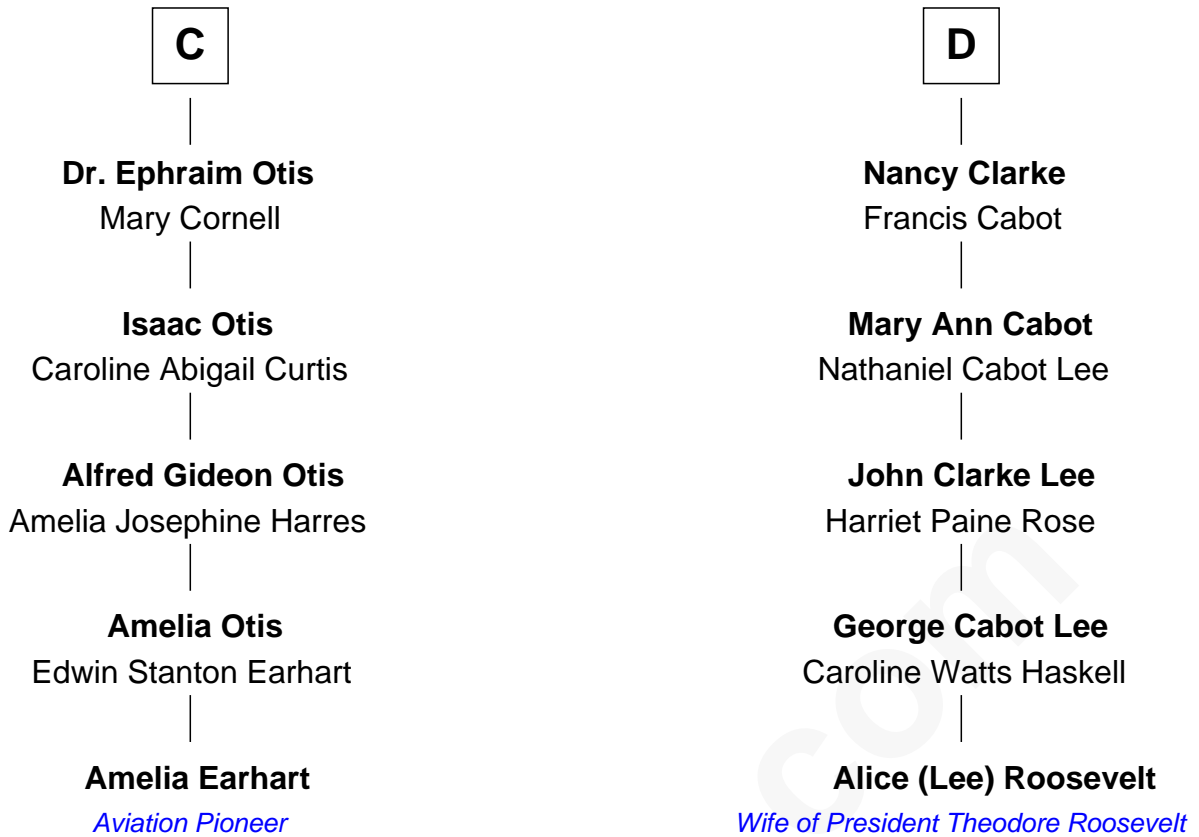 C
Dr. Ephraim Otis
Mary Cornell
Isaac Otis
Caroline Abigail Curtis
Alfred Gideon Otis
Amelia Josephine Harres
Amelia Otis
Edwin Stanton Earhart
Amelia Earhart
Aviation Pioneer
D
Nancy Clarke
Francis Cabot
Mary Ann Cabot
Nathaniel Cabot Lee
John Clarke Lee
Harriet Paine Rose
George Cabot Lee
Caroline Watts Haskell
Alice (Lee) Roosevelt
Wife of President Theodore Roosevelt
com